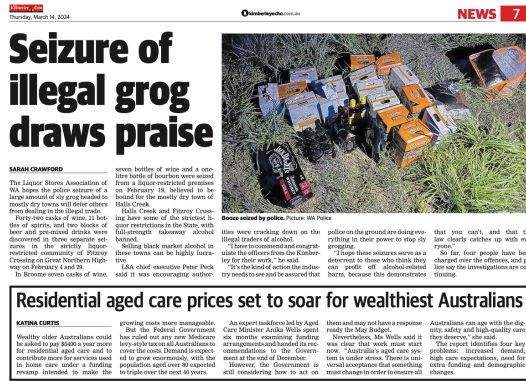 Kimberley Echo
Thursday, March 14, 2024
kimberleyecho.com.au
NEWS 7
Seizure of
illegal grog
draws praise
SARAH CRAWFORD
The Liquor Stores Association of
WA hopes the police seizure of a
large amount of sly grog headed to
mostly dry towns will deter others
from dealing in the illegal trade.
Forty-two casks of wine, 11 bot-
tles of spirits, and two blocks of
beer and pre-mixed drinks were
discovered in three separate sei-
zures in the strictly liquor-
restricted community of Fitzroy
Crossing on Great Northern High-
way on February 4 and 29.
In Broome seven casks of wine,
seven bottles of wine and a one-
litre bottle of bourbon were seized
from a liquor-restricted premises
on February 19, believed to be
bound for the mostly dry town of
Halls Creek.
Halls Creek and Fitzroy Cross-
ing have some of the strictest li-
quor restrictions in the State, with
full-strength takeaway alcohol
banned.
Selling black market alcohol in
these towns can be highly lucra-
tive.
LSA chief executive Peter Peck
said it was encouraging author-
Booze seized by police. Picture: WA Police
ities were cracking down on the
illegal traders of alcohol.
"I have to commend and congrat-
ulate the officers from the Kimber-
ley for their work," he said.
"It's the kind of action the indus-
try needs to see and be assured that
police on the ground are doing eve-
rything in their power to stop sly
grogging.
"I hope these seizures serve as a
deterrent to those who think they
can profit off alcohol-related
harm, because this demonstrates
that you can't, and that t
law clearly catches up with ev
ryone."
So far, four people have bee
charged over the offences, and p
lice say the investigations are co
tinuing.
Residential aged care prices set to soar for wealthiest Australians
KATINA CURTIS
Wealthy older Australians could
be asked to pay $5400 a year more
for residential aged care and to
contribute more for services used
in home care under a funding
revamp intended to make the
growing costs more manageable.
But the Federal Government
has ruled out any new Medicare
levy-style tax on all Australians to
cover the costs. Demand is expect-
ed to grow enormously, with the
population aged over 80 expected
to triple over the next 40 years.
An expert taskforce led by Aged
Care Minister Anika Wells spent
six months examining funding
arrangements and handed its rec-
ommendations to the Govern-
ment at the end of December.
However, the Government is
still considering how to act on
them and may not have a response
ready the May Budget.
Nevertheless, Ms Wells said it
was clear that work must start
now. "Australia's aged care sys-
tem is under stress. There is uni-
versal acceptance that something
must change in order to ensure all
Australians can age with the dig-
nity, safety and high-quality care
they deserve," she said.
The report identifies four key
problems: increased demand,
high care expectations, need for
extra funding and demographic
changes.